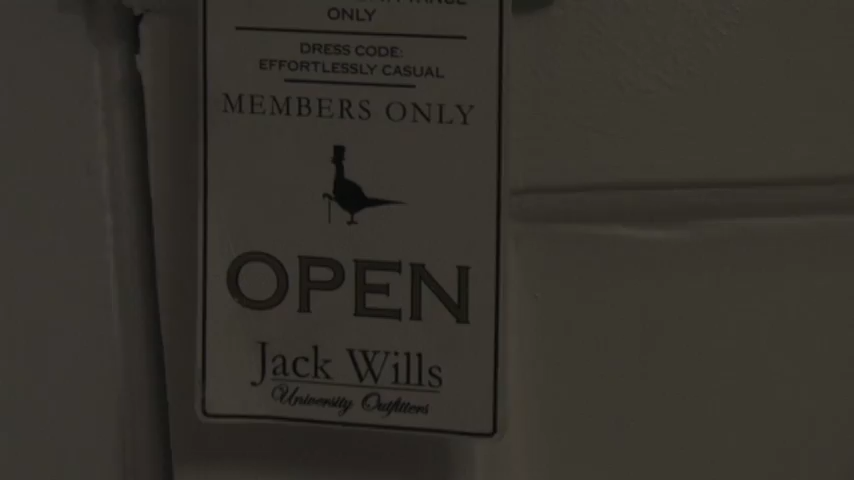 ONLY
DRESS CODE:
EFFORTLESSLY CASUAL
MEMBERS ONLY
OPEN
Jack Wills
University Outfitters